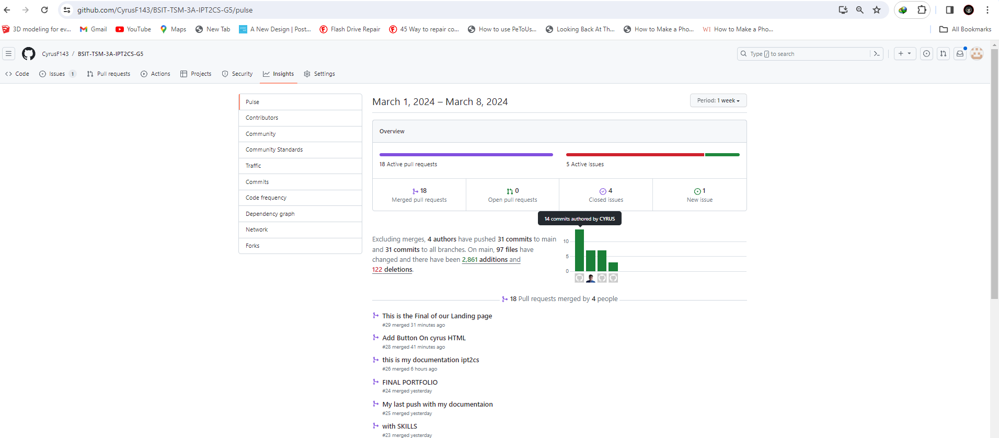 github.com/CyrusF143/BSIT-TSM-3A-IPT2CS-G5/pulse
3D modeling for ev... Gmail YouTube Maps New Tab A New Design | Post... Flash Drive Repair 45 Way to repair co... How to use PeToUs... Looking Back At Th... How to Make a Pho... WI How to Make a Pho... All Bookmarks
CyrusF143 / BSIT-TSM-3A-IPT2CS-G5 Type / to search
Code Issues 1 Pull requests Actions Projects Security Insights Settings
Pulse
Contributors
Community
Community Standards
Traffic
Commits
Code frequency
Dependency graph
Network
Forks
March 1, 2024 – March 8, 2024 Period: 1 week
Overview
18 Active pull requests 5 Active issues
18 0 4 1
Merged pull requests Open pull requests Closed issues New issue
14 commits authored by CYRUS
Excluding merges, 4 authors have pushed 31 commits to main
and 31 commits to all branches. On main, 97 files have
changed and there have been 2,861 additions and
122 deletions.
10
5
0
18 Pull requests merged by 4 people
This is the Final of our Landing page
#29 merged 31 minutes ago
Add Button On cyrus HTML
#28 merged 41 minutes ago
this is my documentation ipt2cs
#26 merged 6 hours ago
FINAL PORTFOLIO
#24 merged yesterday
My last push with my documentaion
#25 merged yesterday
with SKILLS
#23 merged yesterday